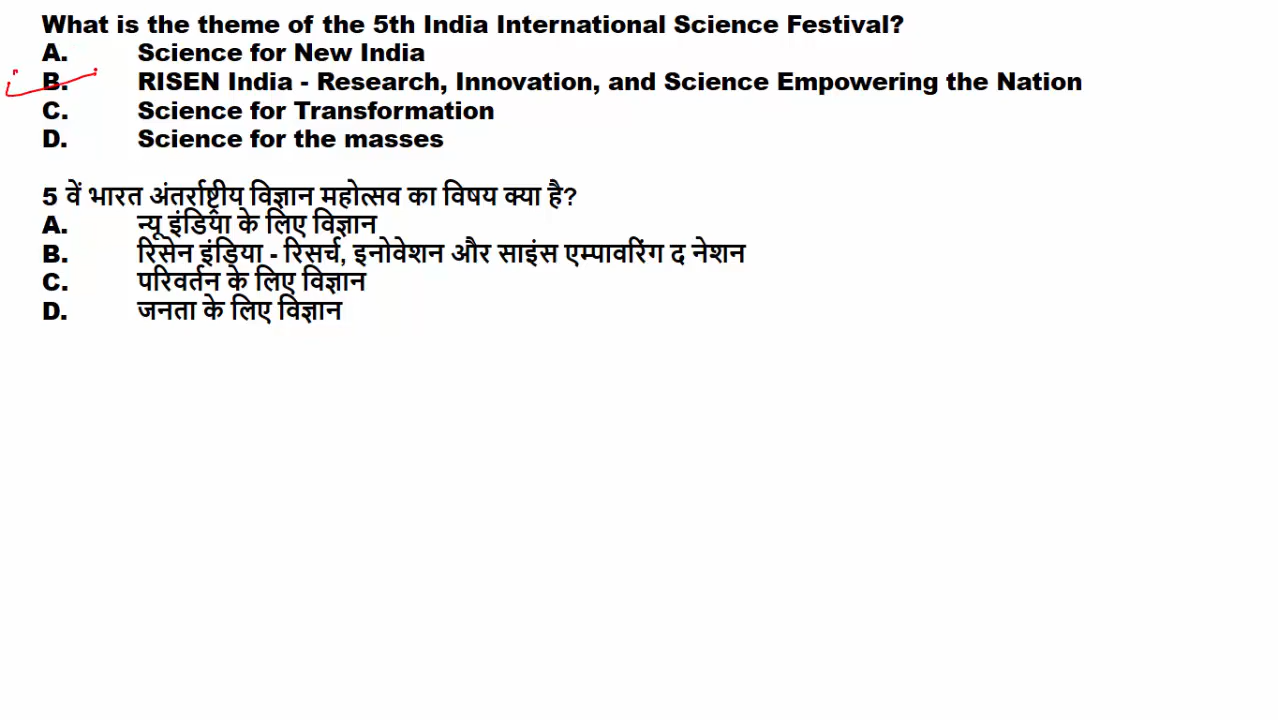 What is the theme of the 5th India International Science Festival?
A. Science for New India
B. RISEN India - Research, Innovation, and Science Empowering the Nation
C. Science for Transformation
D. Science for the masses
5 वें भारत अंतर्राष्ट्रीय विज्ञान महोत्सव का विषय क्या है?
A. न्यू इंडिया के लिए विज्ञान
B. रिसेन इंडिया - रिसर्च, इनोवेशन और साइंस एम्पावरिंग द नेशन
C. परिवर्तन के लिए विज्ञान
D. जनता के लिए विज्ञान